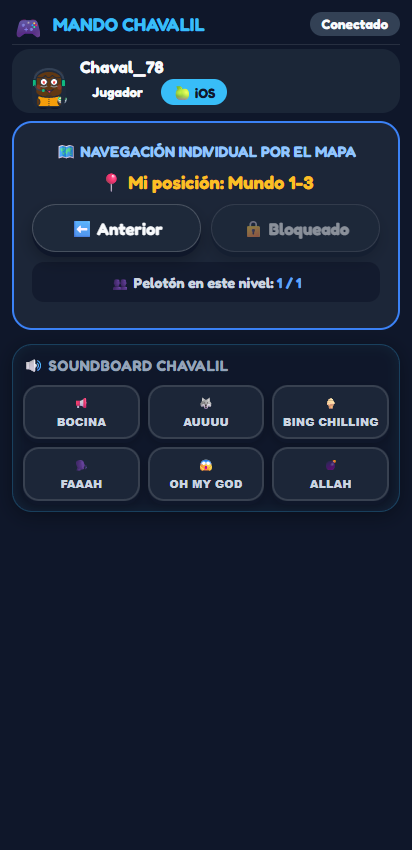 MANDO CHAVALIL
Conectado
Chaval_78
Jugador
iOS
NAVEGACIÓN INDIVIDUAL POR EL MAPA
Mi posición: Mundo 1-3
Anterior
Bloqueado
Pelotón en este nivel: 1 / 1
SOUNDBOARD CHAVALIL
BOCINA
AUUUU
BING CHILLING
FAAAH
OH MY GOD
ALLAH